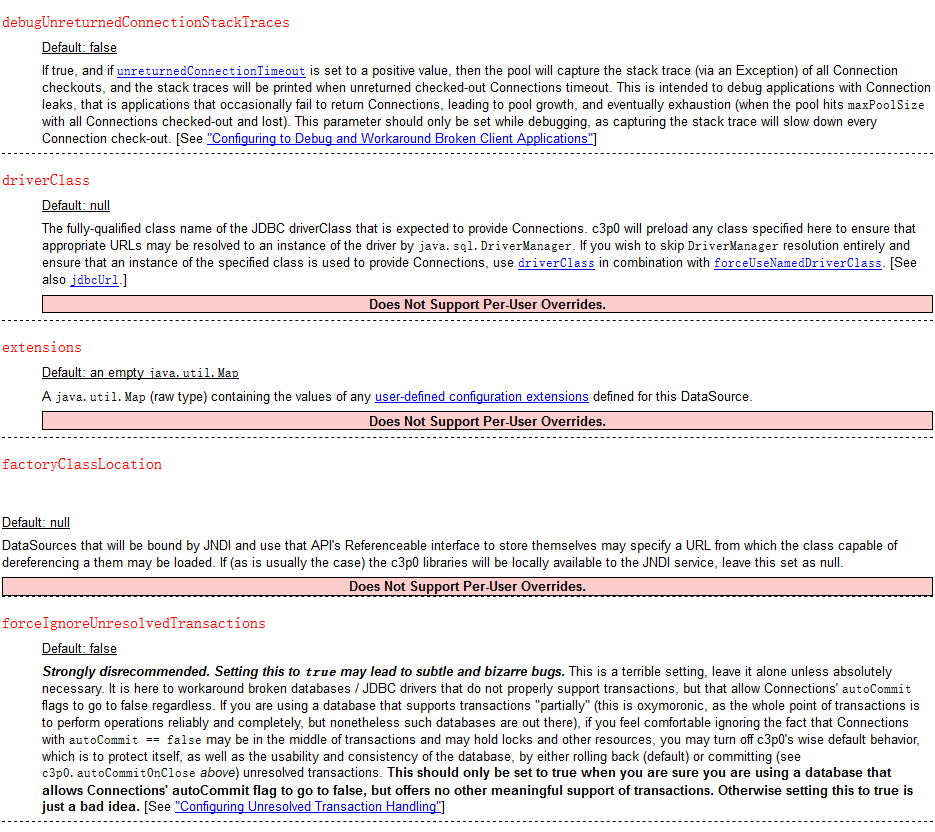 debugUnreturnedConnectionStackTraces
Default: false
If true, and if unreturnedConnectionTimeout is set to a positive value, then the pool will capture the stack trace (via an Exception) of all Connection
checkouts, and the stack traces will be printed when unreturned checked-out Connections timeout. This is intended to debug applications with Connection
leaks, that is applications that occasionally fail to return Connections, leading to pool growth, and eventually exhaustion (when the pool hits maxPoolSize
with all Connections checked-out and lost). This parameter should only be set while debugging, as capturing the stack trace will slow down every
Connection check-out. [See "Configuring to Debug and Workaround Broken Client Applications"]
driverClass
Default: null
The fully-qualified class name of the JDBC driverClass that is expected to provide Connections. c3p0 will preload any class specified here to ensure that
appropriate URLs may be resolved to an instance of the driver by java.sql.DriverManager. If you wish to skip DriverManager resolution entirely and
ensure that an instance of the specified class is used to provide Connections, use driverClass in combination with forceUseNamedDriverClass. [See
also jdbcUrl.]
Does Not Support Per-User Overrides.
extensions
Default: an empty java.util.Map
A java.util.Map (raw type) containing the values of any user-defined configuration extensions defined for this DataSource.
Does Not Support Per-User Overrides.
factoryClassLocation
Default: null
DataSources that will be bound by JNDI and use that API's Referenceable interface to store themselves may specify a URL from which the class capable of
dereferencing a them may be loaded. If (as is usually the case) the c3p0 libraries will be locally available to the JNDI service, leave this set as null.
Does Not Support Per-User Overrides.
forceIgnoreUnresolvedTransactions
Default: false
Strongly disrecommended. Setting this to true may lead to subtle and bizarre bugs. This is a terrible setting, leave it alone unless absolutely
necessary. It is here to workaround broken databases / JDBC drivers that do not properly support transactions, but that allow Connections' autoCommit
flags to go to false regardless. If you are using a database that supports transactions "partially" (this is oxymoronic, as the whole point of transactions is
to perform operations reliably and completely, but nonetheless such databases are out there), if you feel comfortable ignoring the fact that Connections
with autoCommit == false may be in the middle of transactions and may hold locks and other resources, you may turn off c3p0's wise default behavior,
which is to protect itself, as well as the usability and consistency of the database, by either rolling back (default) or committing (see
c3p0.autoCommitOnClose above) unresolved transactions. This should only be set to true when you are sure you are using a database that
allows Connections' autoCommit flag to go to false, but offers no other meaningful support of transactions. Otherwise setting this to true is
just a bad idea. [See "Configuring Unresolved Transaction Handling"]